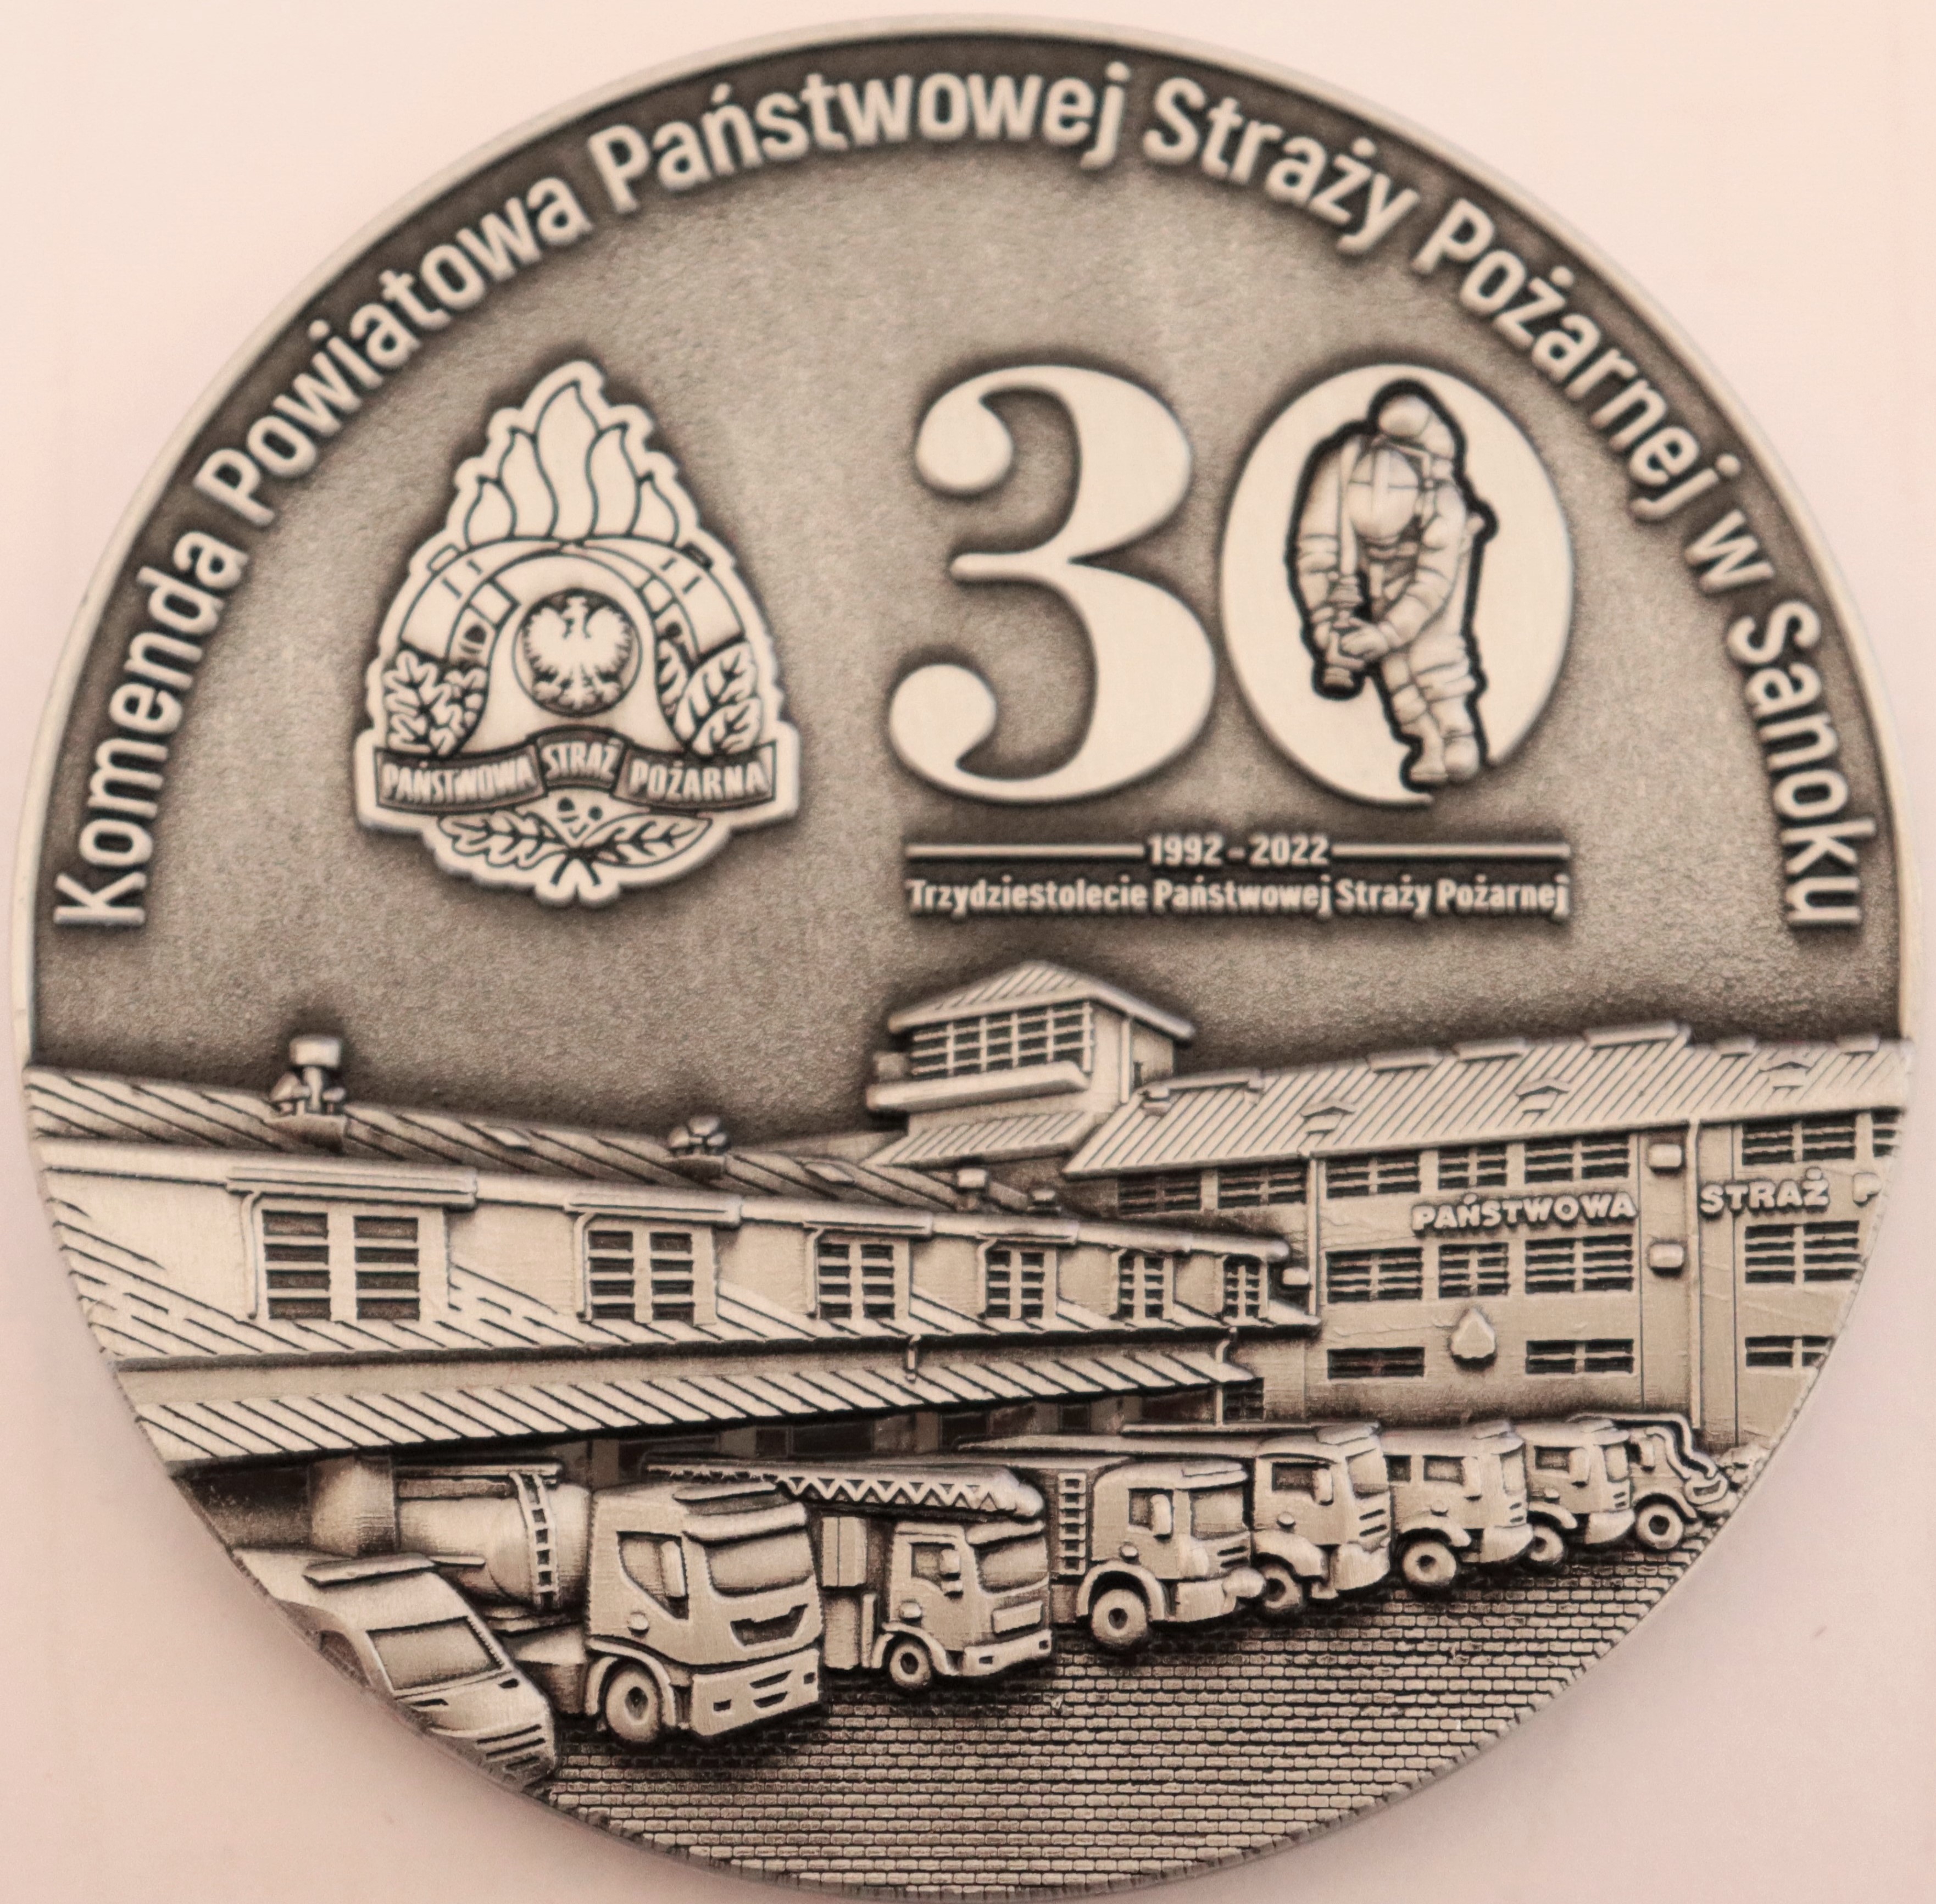 Komenda Powiatowa Państwowej Straży Pożarnej w Sanoku
30
PAŃSTWOWA STRAŻ POŻARNA
1992 - 2022
Trzydziestolecie Państwowej Straży Pożarnej
PAŃSTWOWA STRAŻ P